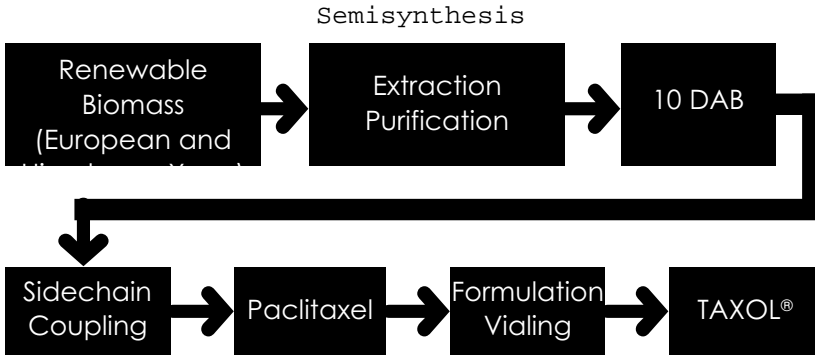 Semisynthesis
Renewable
Biomass
(European and
Extraction
Purification
10 DAB
Sidechain
Coupling
Paclitaxel
Formulation
Vialing
TAXOL®